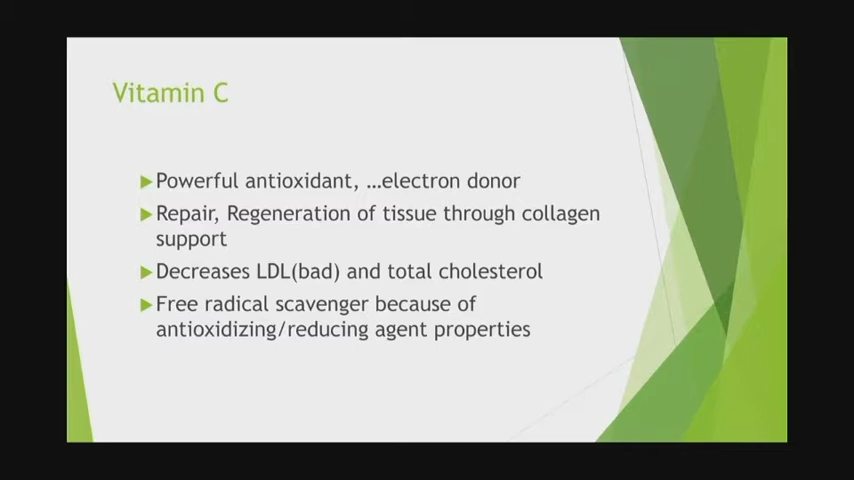 Vitamin C
Powerful antioxidant, ...electron donor
Repair, Regeneration of tissue through collagen
support
Decreases LDL(bad) and total cholesterol
Free radical scavenger because of
antioxidizing/reducing agent properties